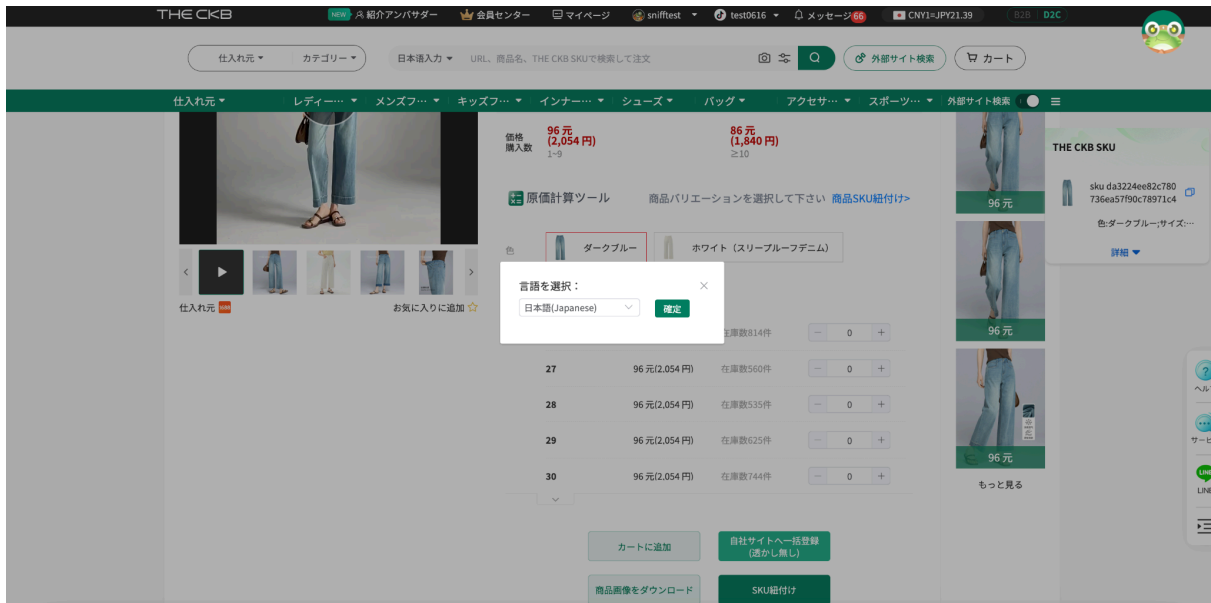 THE CKB
NEW 紹介アンバサダー 会員センター マイページ snifftest test0616 メッセージ 66 CNY1=JPY21.39 B2B D2C
仕入れ元 カテゴリー 日本語入力 URL、商品名、THE CKB SKUで検索して注文 外部サイト検索 カート
仕入れ元 レディー… メンズフ… キッズフ… インナー… シューズ バッグ アクセサ… スポーツ… 外部サイト検索
価格 96 元 86 元
購入数 (2,054 円) (1,840 円)
1~9 ≥10
原価計算ツール 商品バリエーションを選択して下さい 商品SKU紐付け>
色 ダークブルー ホワイト（スリーブルーフデニム）
仕入れ元 お気に入りに追加
言語を選択：
日本語(Japanese) 確定
在庫数814件 0
27 96 元(2,054 円) 在庫数560件 0
28 96 元(2,054 円) 在庫数535件 0
29 96 元(2,054 円) 在庫数625件 0
30 96 元(2,054 円) 在庫数744件 0
カートに追加 自社サイトへ一括登録
(透かし無し)
商品画像をダウンロード SKU紐付け
96 元
96 元
96 元
もっと見る
THE CKB SKU
sku da3224ee82c780
736ea57f90c78971c4
色:ダークブルー;サイズ:…
詳細
ヘル
サービ
LINE
LINE